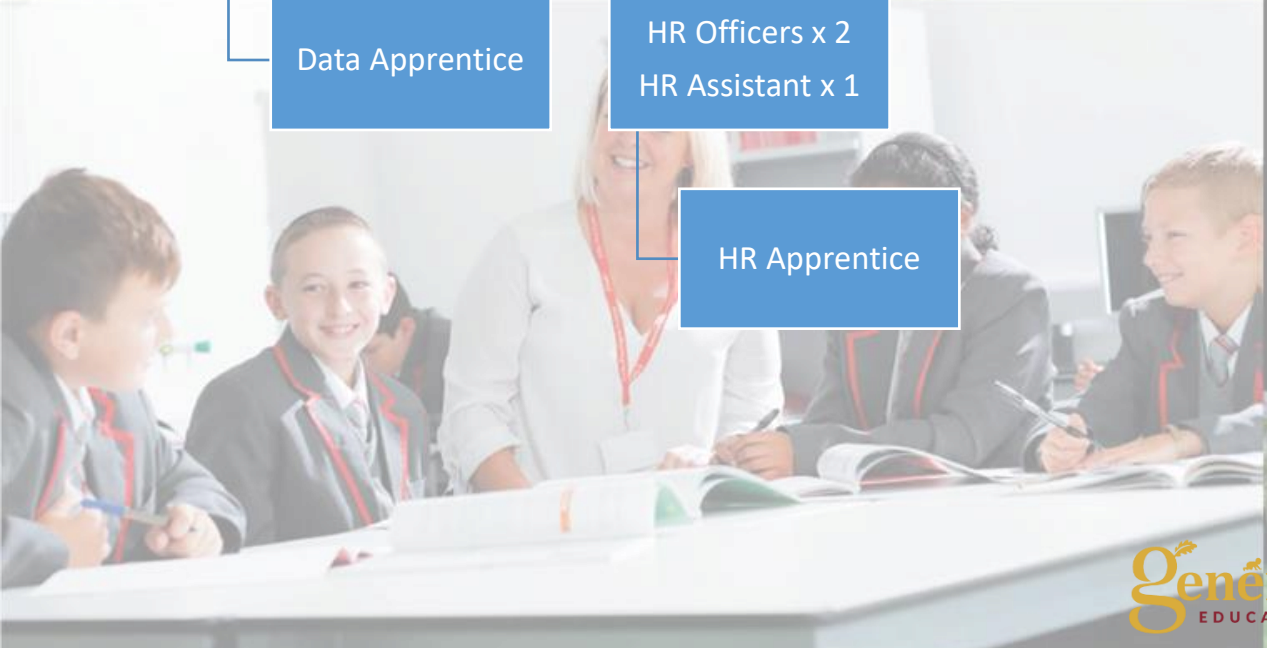 Data Apprentice
HR Officers x 2
HR Assistant x 1
HR Apprentice